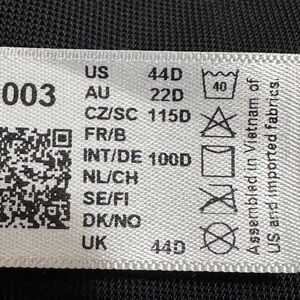 003
US 44D
AU 22D
CZ/SC 115D
FR/B
INT/DE 100D
NL/CH
SE/FI
DK/NO
UK 44D
40
Assembled in Vietnam of
US and imported fabrics.